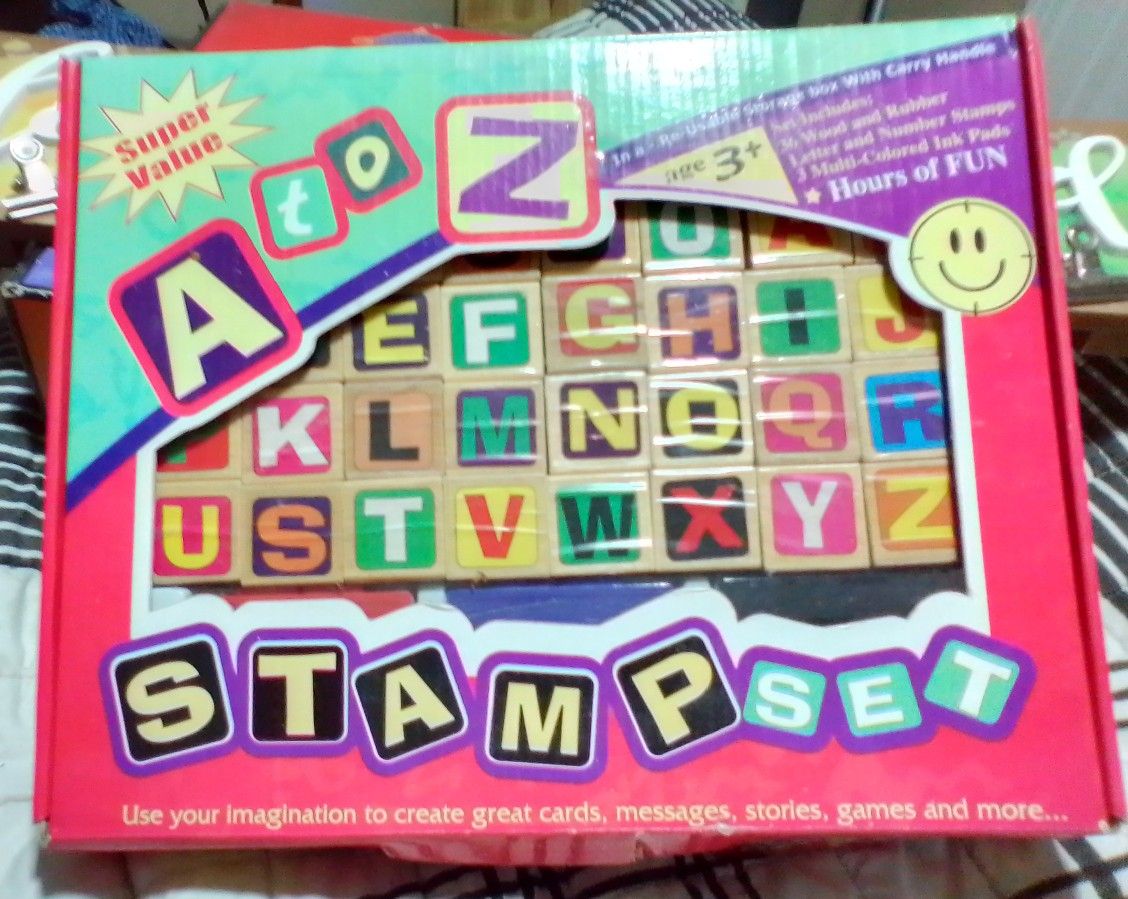 Super
Value
A to Z
In a Re-Usable Storage box With Carry Handle
age 3+
Set Includes:
36 Wood and Rubber
Letter and Number Stamps
3 Multi-Colored Ink Pads
Hours of FUN
O
E F G H I J
K L M N O Q R
U S T V W X Y Z
STAMP SET
Use your imagination to create great cards, messages, stories, games and more...